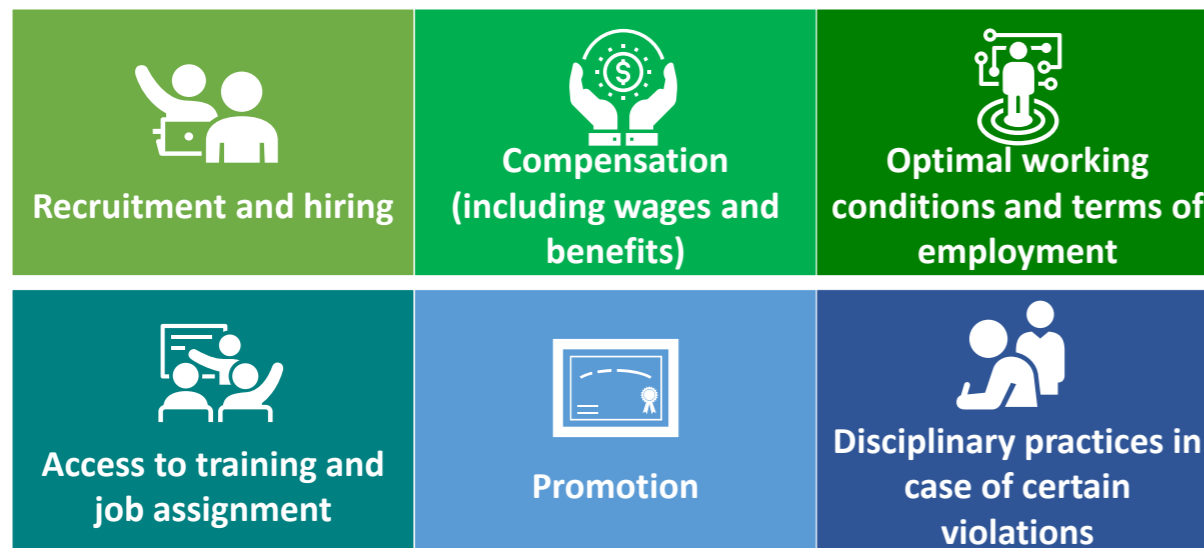 Recruitment and hiring
Compensation
(including wages and
benefits)
Optimal working
conditions and terms of
employment
Access to training and
job assignment
Promotion
Disciplinary practices in
case of certain
violations